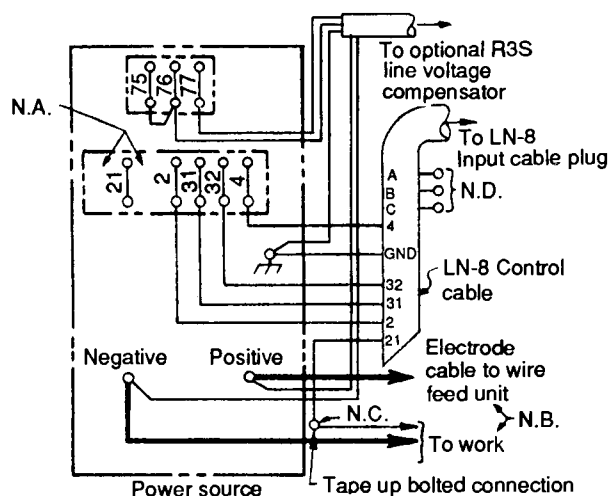 75
76
77
To optional R3S
line voltage
compensator
N.A.
To LN-8
Input cable plug
21
2
31
32
4
A
B
C
N.D.
4
GND
32
31
2
21
LN-8 Control
cable
Negative
Positive
Electrode
cable to wire
feed unit
N.B.
N.C.
To work
Tape up bolted connection
Power source